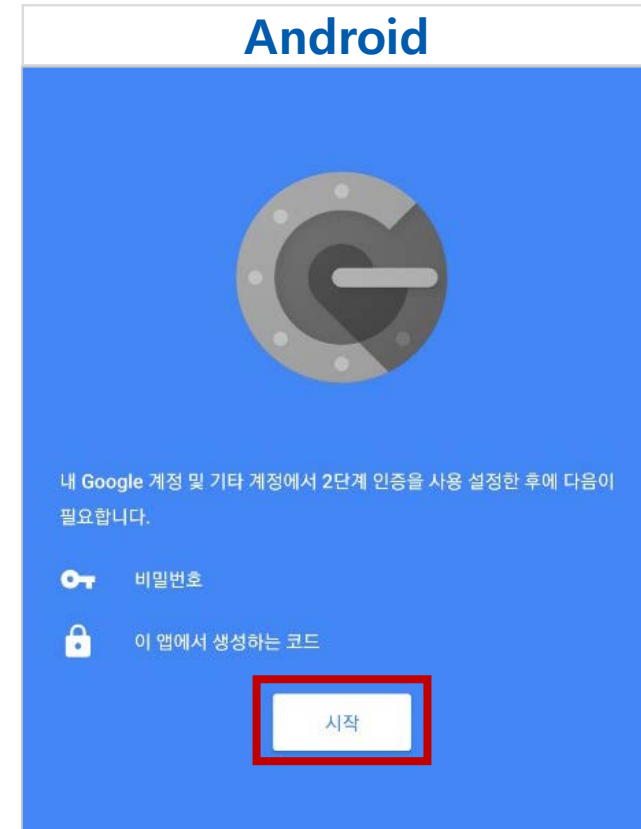 Android
내 Google 계정 및 기타 계정에서 2단계 인증을 사용 설정한 후에 다음이
필요합니다.
비밀번호
이 앱에서 생성하는 코드
시작